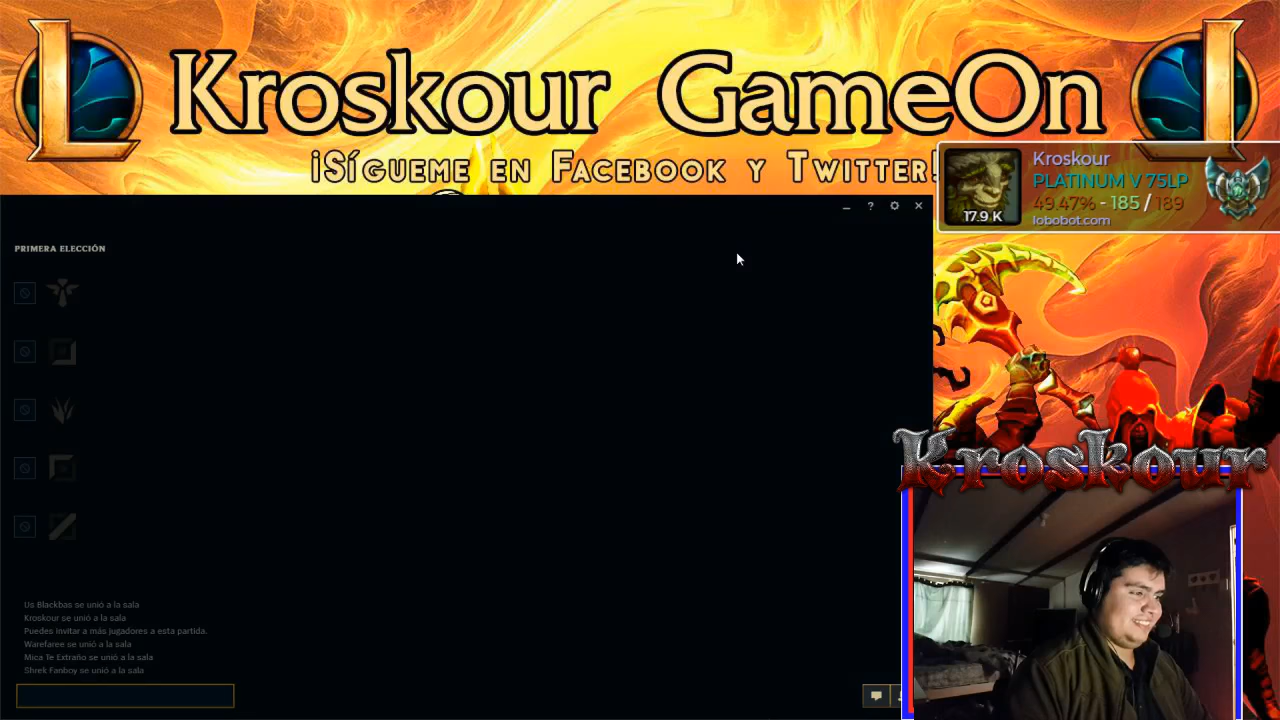 Kroskour GameOn
¡Sígueme en Facebook y Twitter!
Kroskour
PLATINUM V 75LP
49.47% - 185 / 189
lobobot.com
17.9 K
PRIMERA ELECCIÓN
Kroskour
Us Blackbas se unió a la sala
Kroskour se unió a la sala
Puedes invitar a más jugadores a esta partida.
Warefaree se unió a la sala
Mica Te Extraño se unió a la sala
Shrek Fanboy se unió a la sala